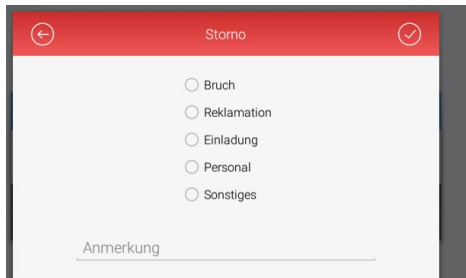 Storno
Bruch
Reklamation
Einladung
Personal
Sonstiges
Anmerkung